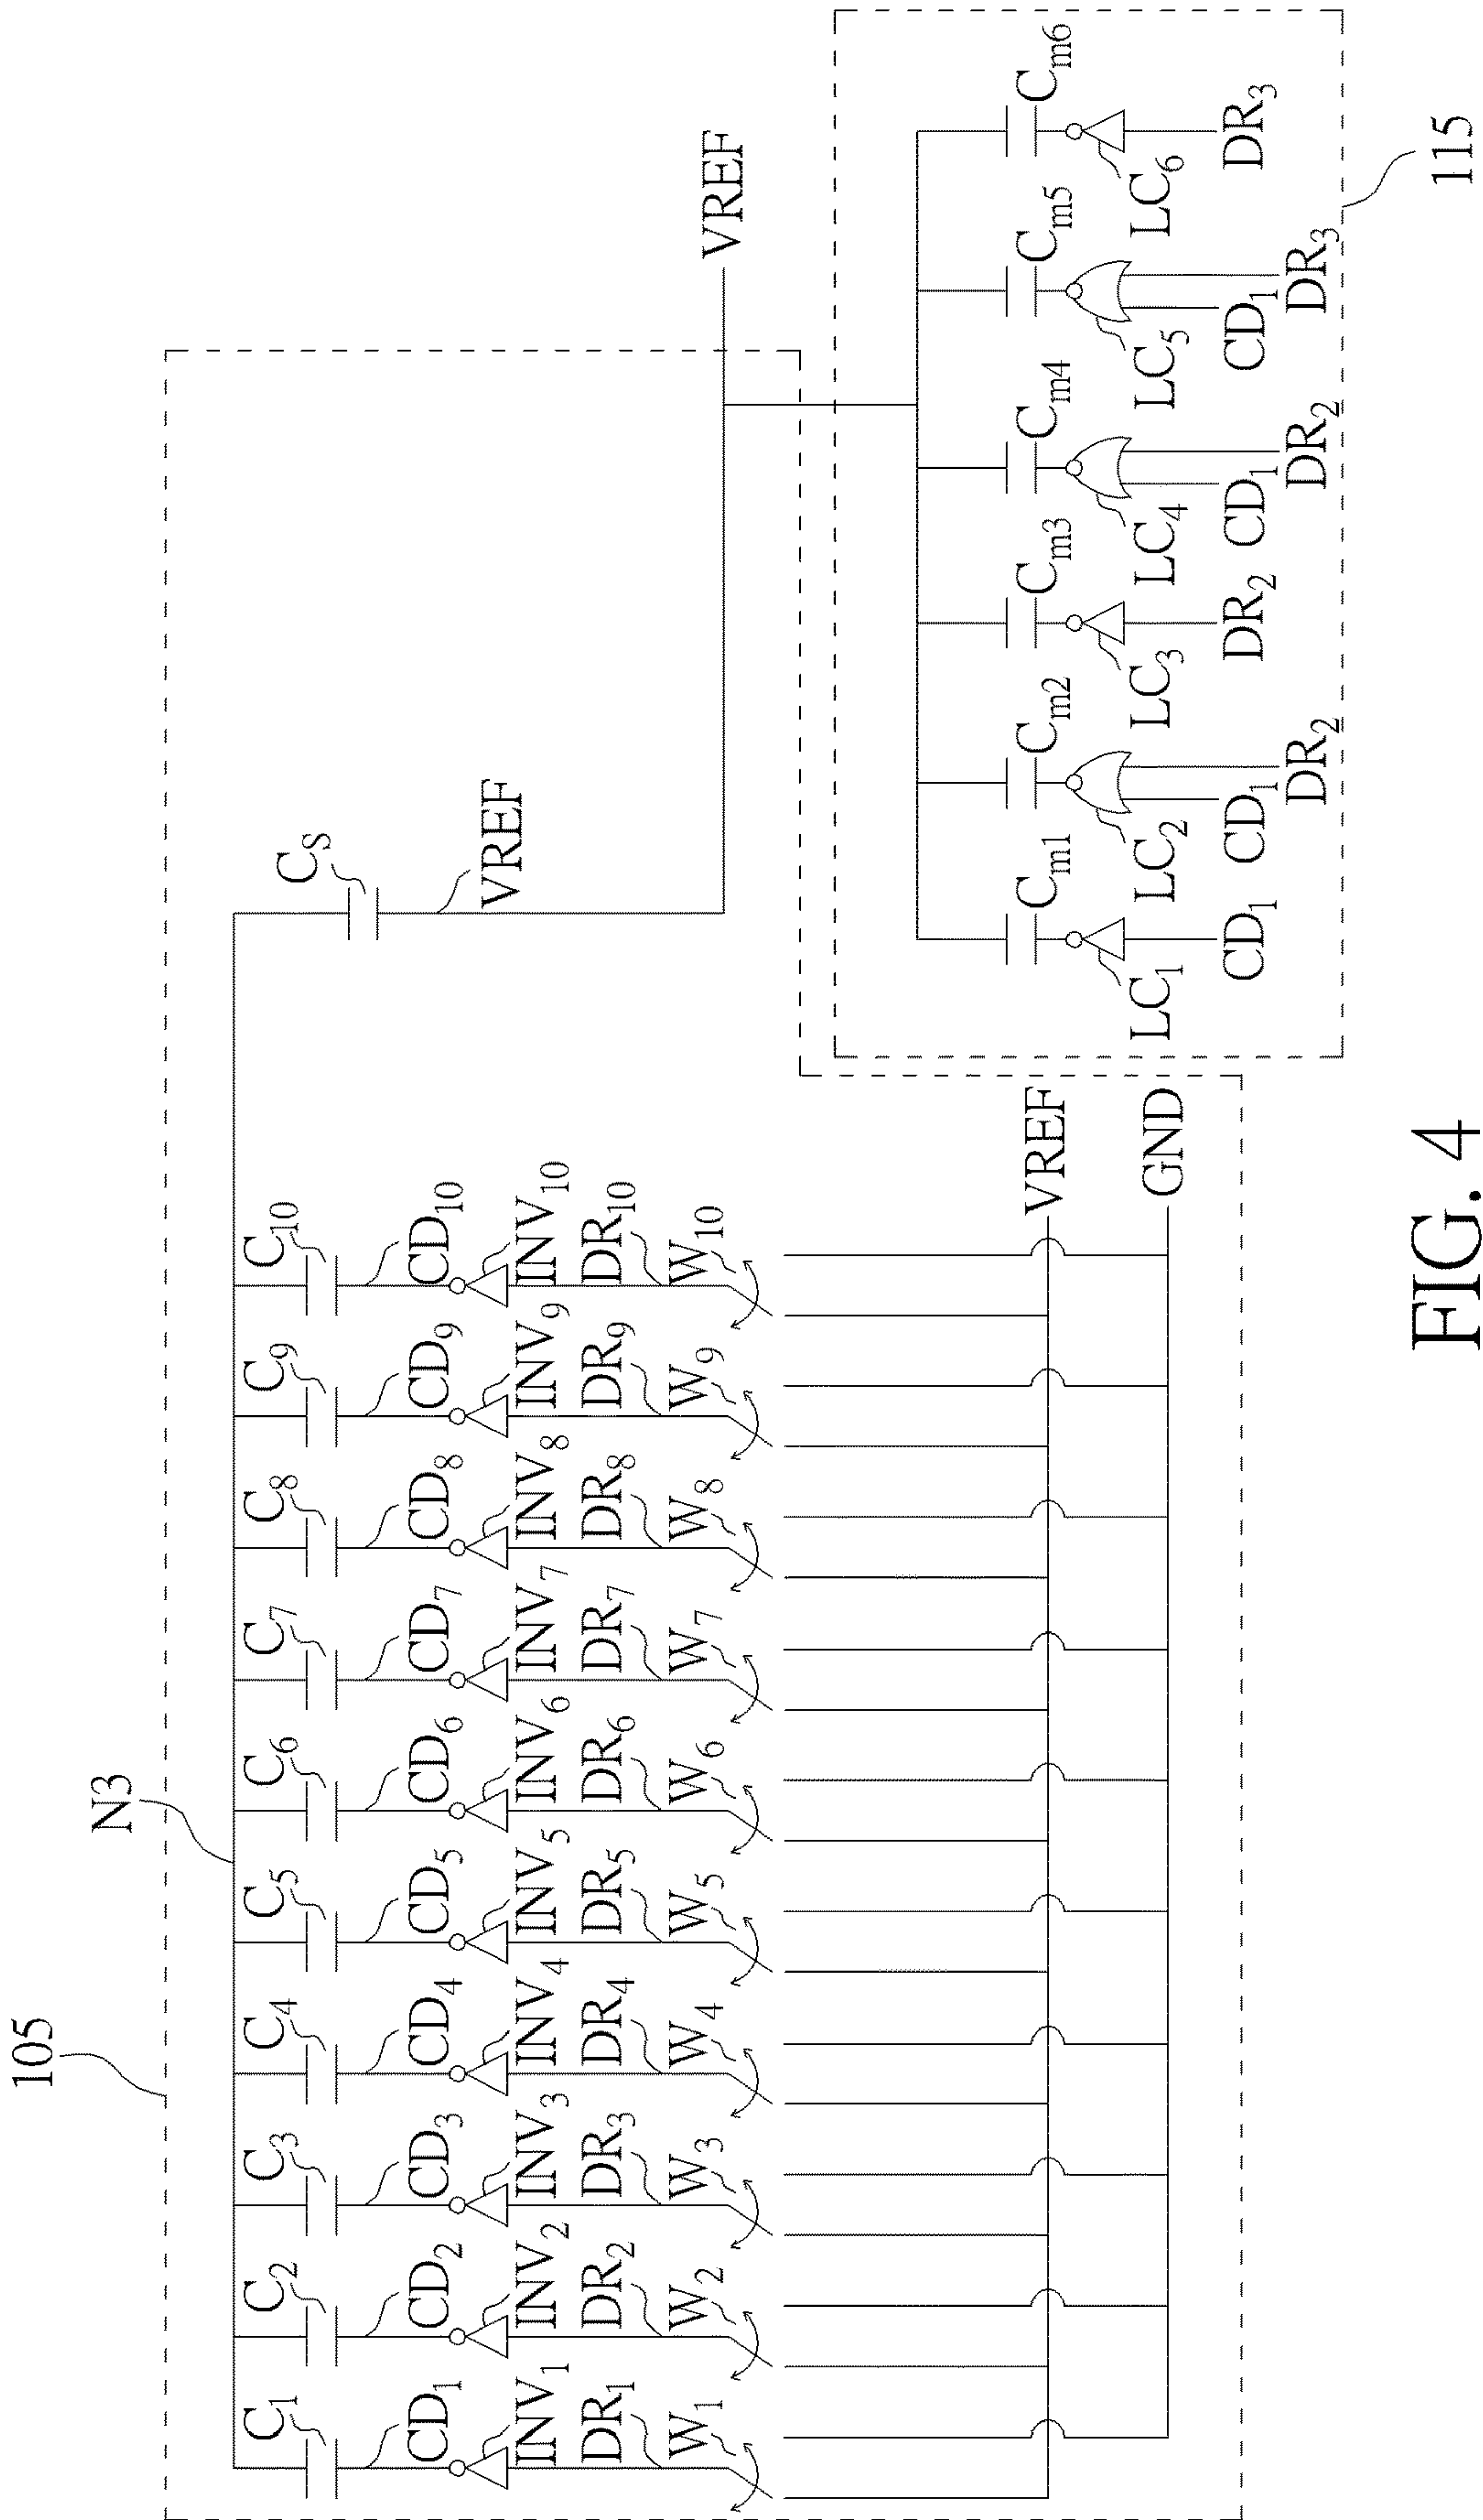 105
N3
C1 C2 C3 C4 C5 C6 C7 C8 C9 C10 CS
CD1 CD2 CD3 CD4 CD5 CD6 CD7 CD8 CD9 CD10
VREF
INV1 INV2 INV3 INV4 INV5 INV6 INV7 INV8 INV9 INV10
DR1 DR2 DR3 DR4 DR5 DR6 DR7 DR8 DR9 DR10
W1 W2 W3 W4 W5 W6 W7 W8 W9 W10
VREF
VREF
GND
Cm1 Cm2 Cm3 Cm4 Cm5 Cm6
LC1 LC2 LC3 LC4 LC5 LC6
CD1 CD1 DR2 CD1 CD1 DR3
DR2 DR2 DR3
115
FIG. 4